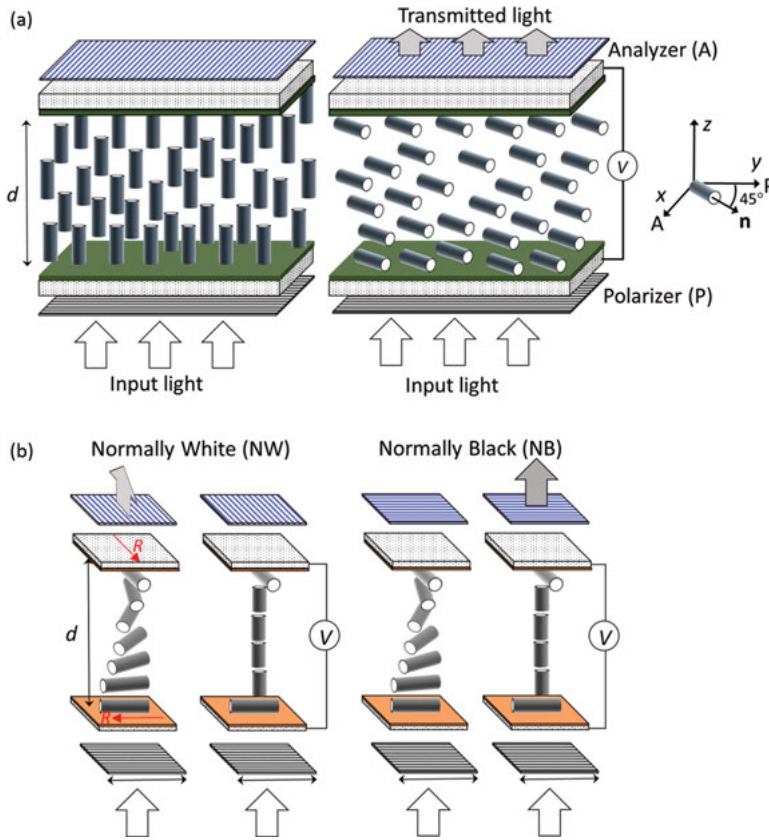 (a)
Transmitted light
Analyzer (A)
d
V
z
y
P
x
45°
A
n
Polarizer (P)
Input light
Input light
(b)
Normally White (NW)
Normally Black (NB)
R
d
V
V
R